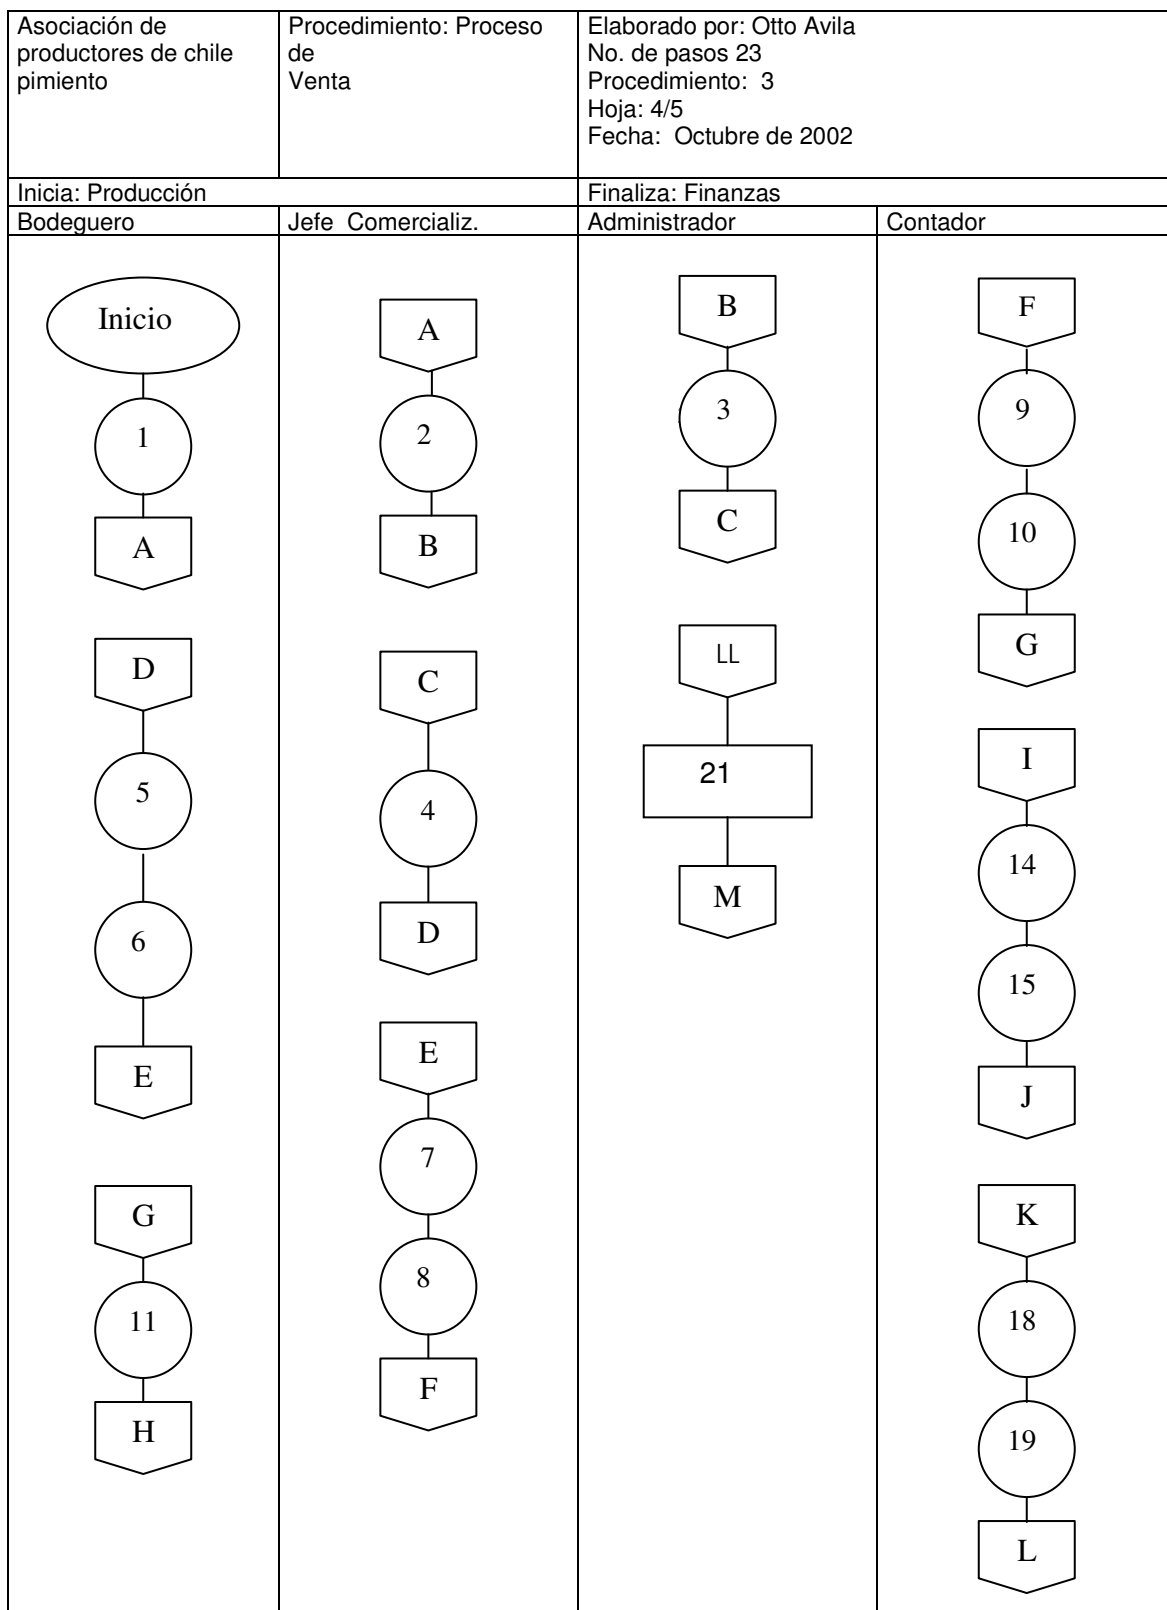 Asociación de
productores de chile
pimiento
Procedimiento: Proceso
de
Venta
Elaborado por: Otto Avila
No. de pasos 23
Procedimiento:  3
Hoja: 4/5
Fecha:  Octubre de 2002
Inicia: Producción
Finaliza: Finanzas
Bodeguero
Jefe  Comercializ.
Administrador
Contador
Inicio
1
A
D
5
6
E
G
11
H
A
2
B
C
4
D
E
7
8
F
B
3
C
LL
21
M
F
9
10
G
I
14
15
J
K
18
19
L